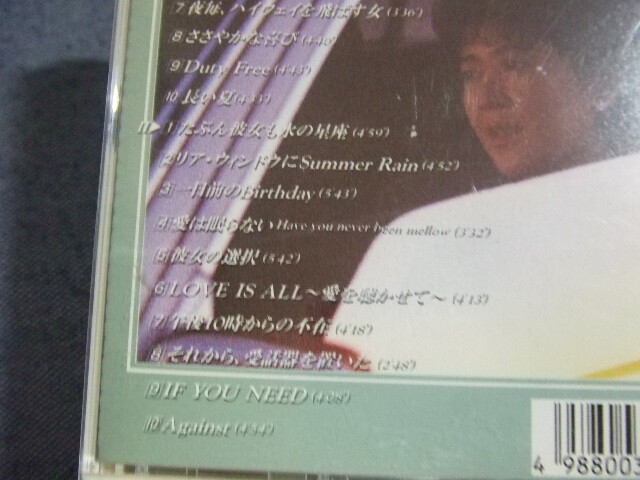 7 夜毎、ハイウェイを飛ばす女 (3'36")
8 ささやかな喜び (4'46")
9 Duty Free (4'43")
10 長い夏 (4'33")
II▶ 1 たぶん彼女も水の星座 (4'59")
2 リア・ウィンドウにSummer Rain (4'52")
3 一日前のBirthday (5'43")
4 愛は眠らない Have you never been mellow (3'32")
5 彼女の選択 (5'42")
6 LOVE IS ALL〜愛を聴かせて〜 (4'13")
7 午後10時からの不在 (4'18")
8 それから、受話器を置いた (2'48")
9 IF YOU NEED (4'28")
10 Against (4'34")
4 988003